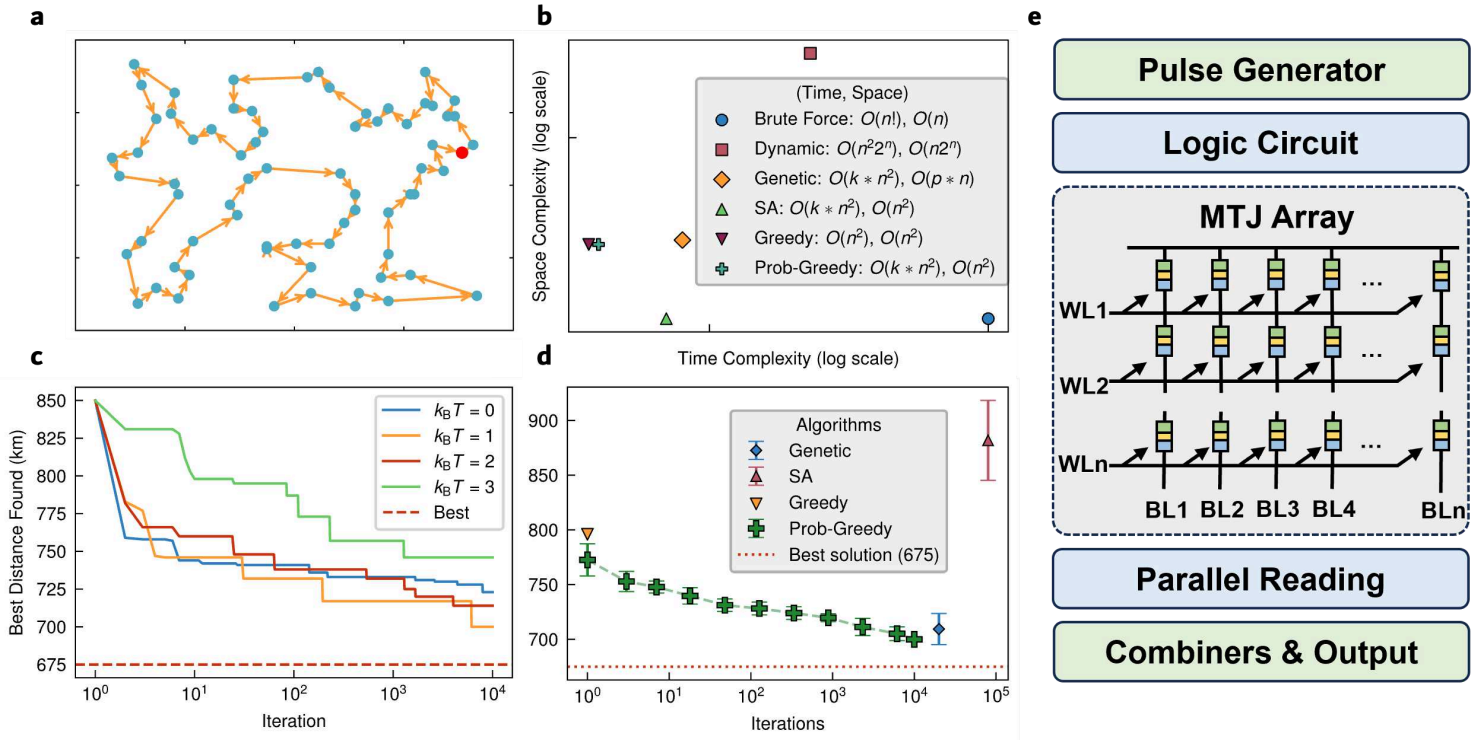 a
b
Space Complexity (log scale)
Time Complexity (log scale)
(Time, Space)
Brute Force: O(n!), O(n)
Dynamic: O(n²2ⁿ), O(n2ⁿ)
Genetic: O(k ∗ n²), O(p ∗ n)
SA: O(k ∗ n²), O(n²)
Greedy: O(n²), O(n²)
Prob-Greedy: O(k ∗ n²), O(n²)
c
Best Distance Found (km)
850
825
800
775
750
725
700
675
k_BT = 0
k_BT = 1
k_BT = 2
k_BT = 3
Best
10⁰ 10¹ 10² 10³ 10⁴
Iteration
d
900
850
800
750
700
Algorithms
Genetic
SA
Greedy
Prob-Greedy
Best solution (675)
10⁰ 10¹ 10² 10³ 10⁴ 10⁵
Iterations
e
Pulse Generator
Logic Circuit
MTJ Array
...
WL1
...
WL2
...
WLn
BL1 BL2 BL3 BL4 BLn
Parallel Reading
Combiners & Output